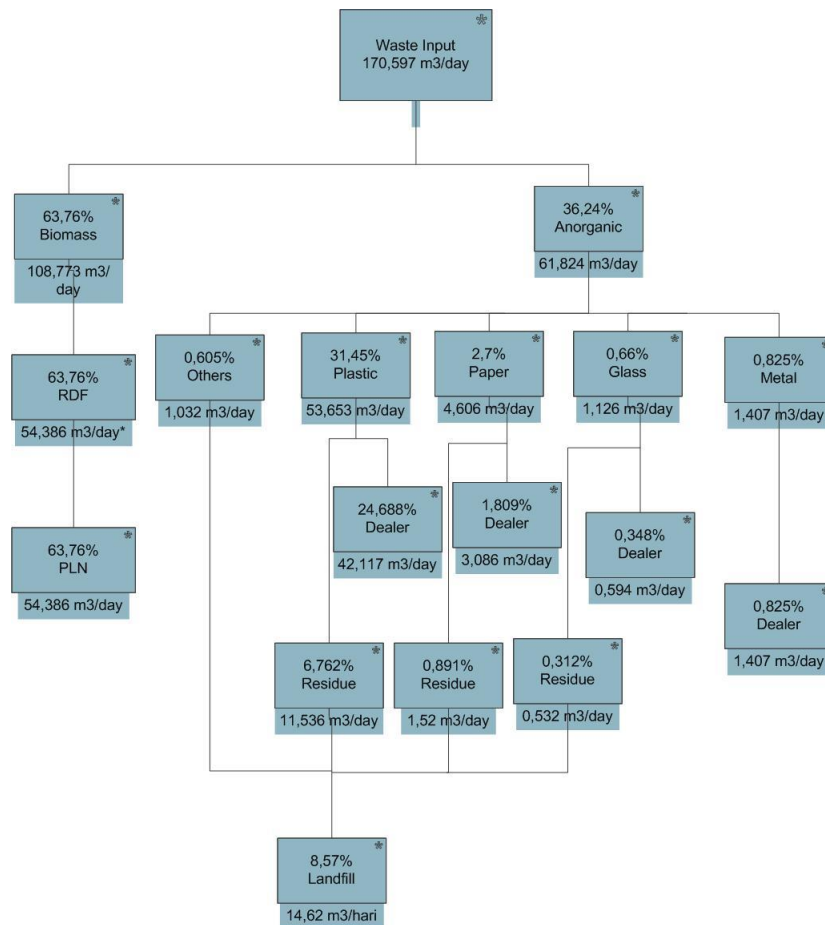 Waste Input
170,597 m3/day
63,76%
Biomass
108,773 m3/
day
36,24%
Anorganic
61,824 m3/day
63,76%
RDF
54,386 m3/day*
0,605%
Others
1,032 m3/day
31,45%
Plastic
53,653 m3/day
2,7%
Paper
4,606 m3/day
0,66%
Glass
1,126 m3/day
0,825%
Metal
1,407 m3/day
24,688%
Dealer
42,117 m3/day
1,809%
Dealer
3,086 m3/day
0,348%
Dealer
0,594 m3/day
63,76%
PLN
54,386 m3/day
0,825%
Dealer
1,407 m3/day
6,762%
Residue
11,536 m3/day
0,891%
Residue
1,52 m3/day
0,312%
Residue
0,532 m3/day
8,57%
Landfill
14,62 m3/hari